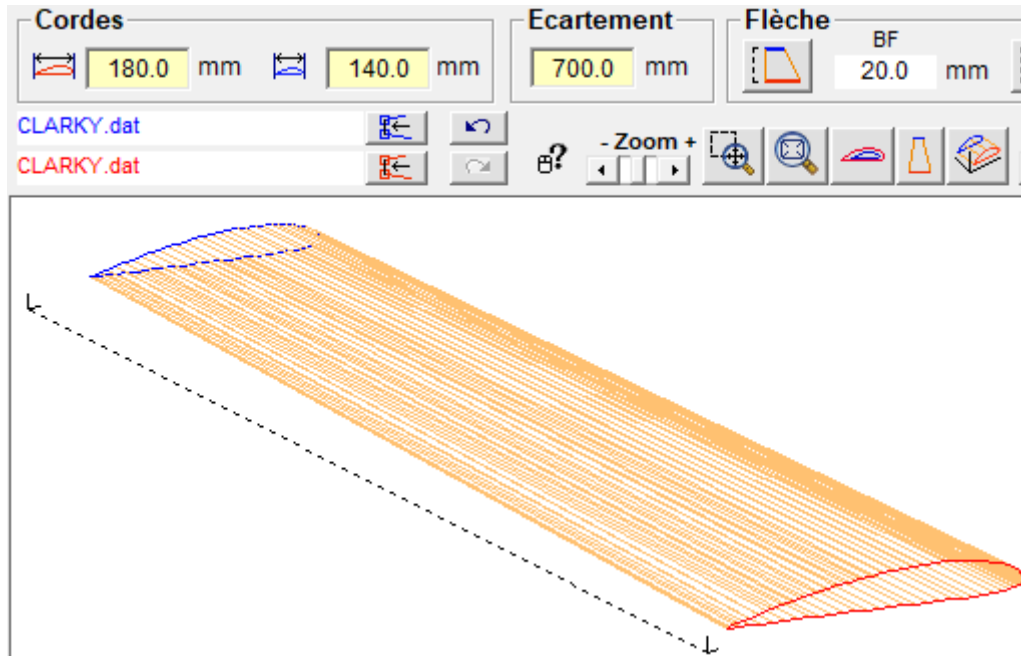 Cordes
180.0 mm 140.0 mm
Ecartement
700.0 mm
Flèche
BF
20.0 mm
CLARKY.dat
CLARKY.dat
?
- Zoom +